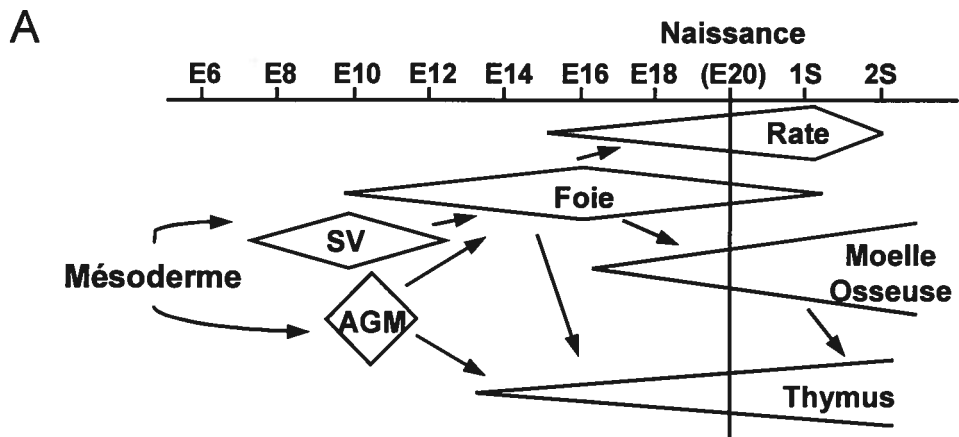 A
Naissance
E6 E8 E10 E12 E14 E16 E18 (E20) 1S 2S
Rate
Foie
SV
Mésoderme
Moelle
Osseuse
AGM
Thymus